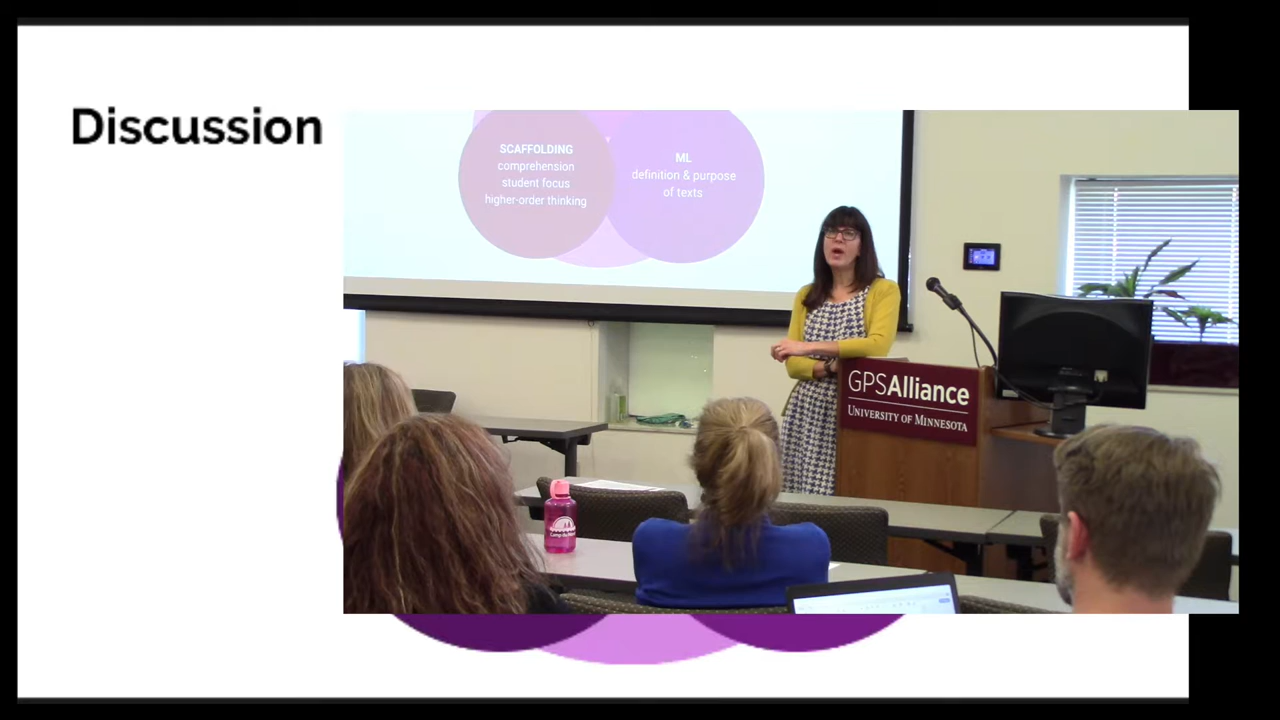 Discussion
SCAFFOLDING
comprehension
student focus
higher-order thinking
ML
definition & purpose
of texts
GPSAlliance
UNIVERSITY OF MINNESOTA